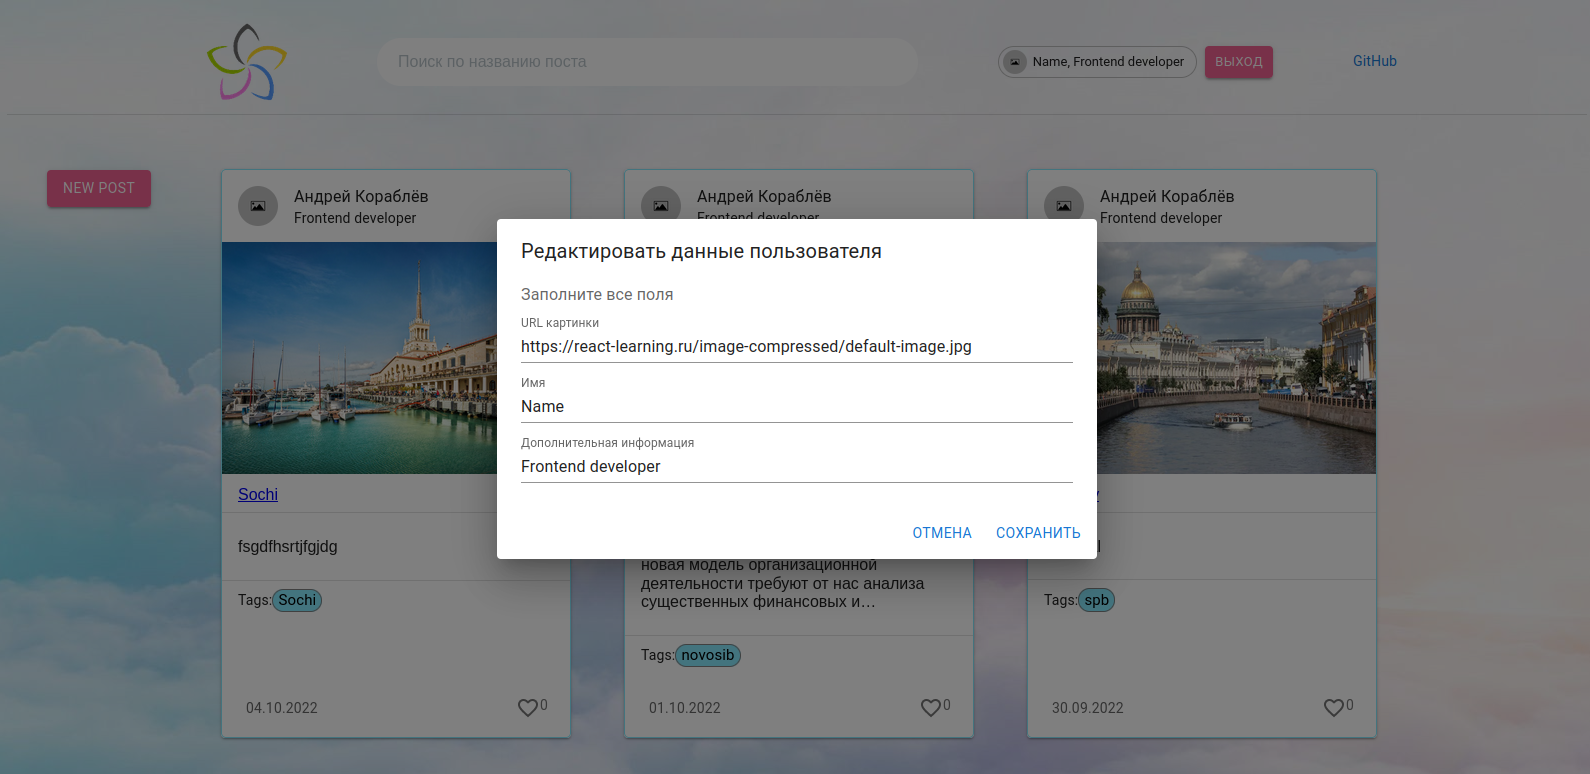 Поиск по названию поста
Name, Frontend developer
ВЫХОД
GitHub
NEW POST
Андрей Кораблёв
Frontend developer
Андрей Кораблёв
Frontend developer
Андрей Кораблёв
Frontend developer
Редактировать данные пользователя
Заполните все поля
URL картинки
https://react-learning.ru/image-compressed/default-image.jpg
Имя
Name
Дополнительная информация
Frontend developer
ОТМЕНА
СОХРАНИТЬ
Sochi
fsgdfhsrtjfgjdg
Tags:Sochi
04.10.2022
0
новая модель организационной
деятельности требуют от нас анализа
существенных финансовых и…
Tags:novosib
01.10.2022
0
Tags:spb
30.09.2022
0